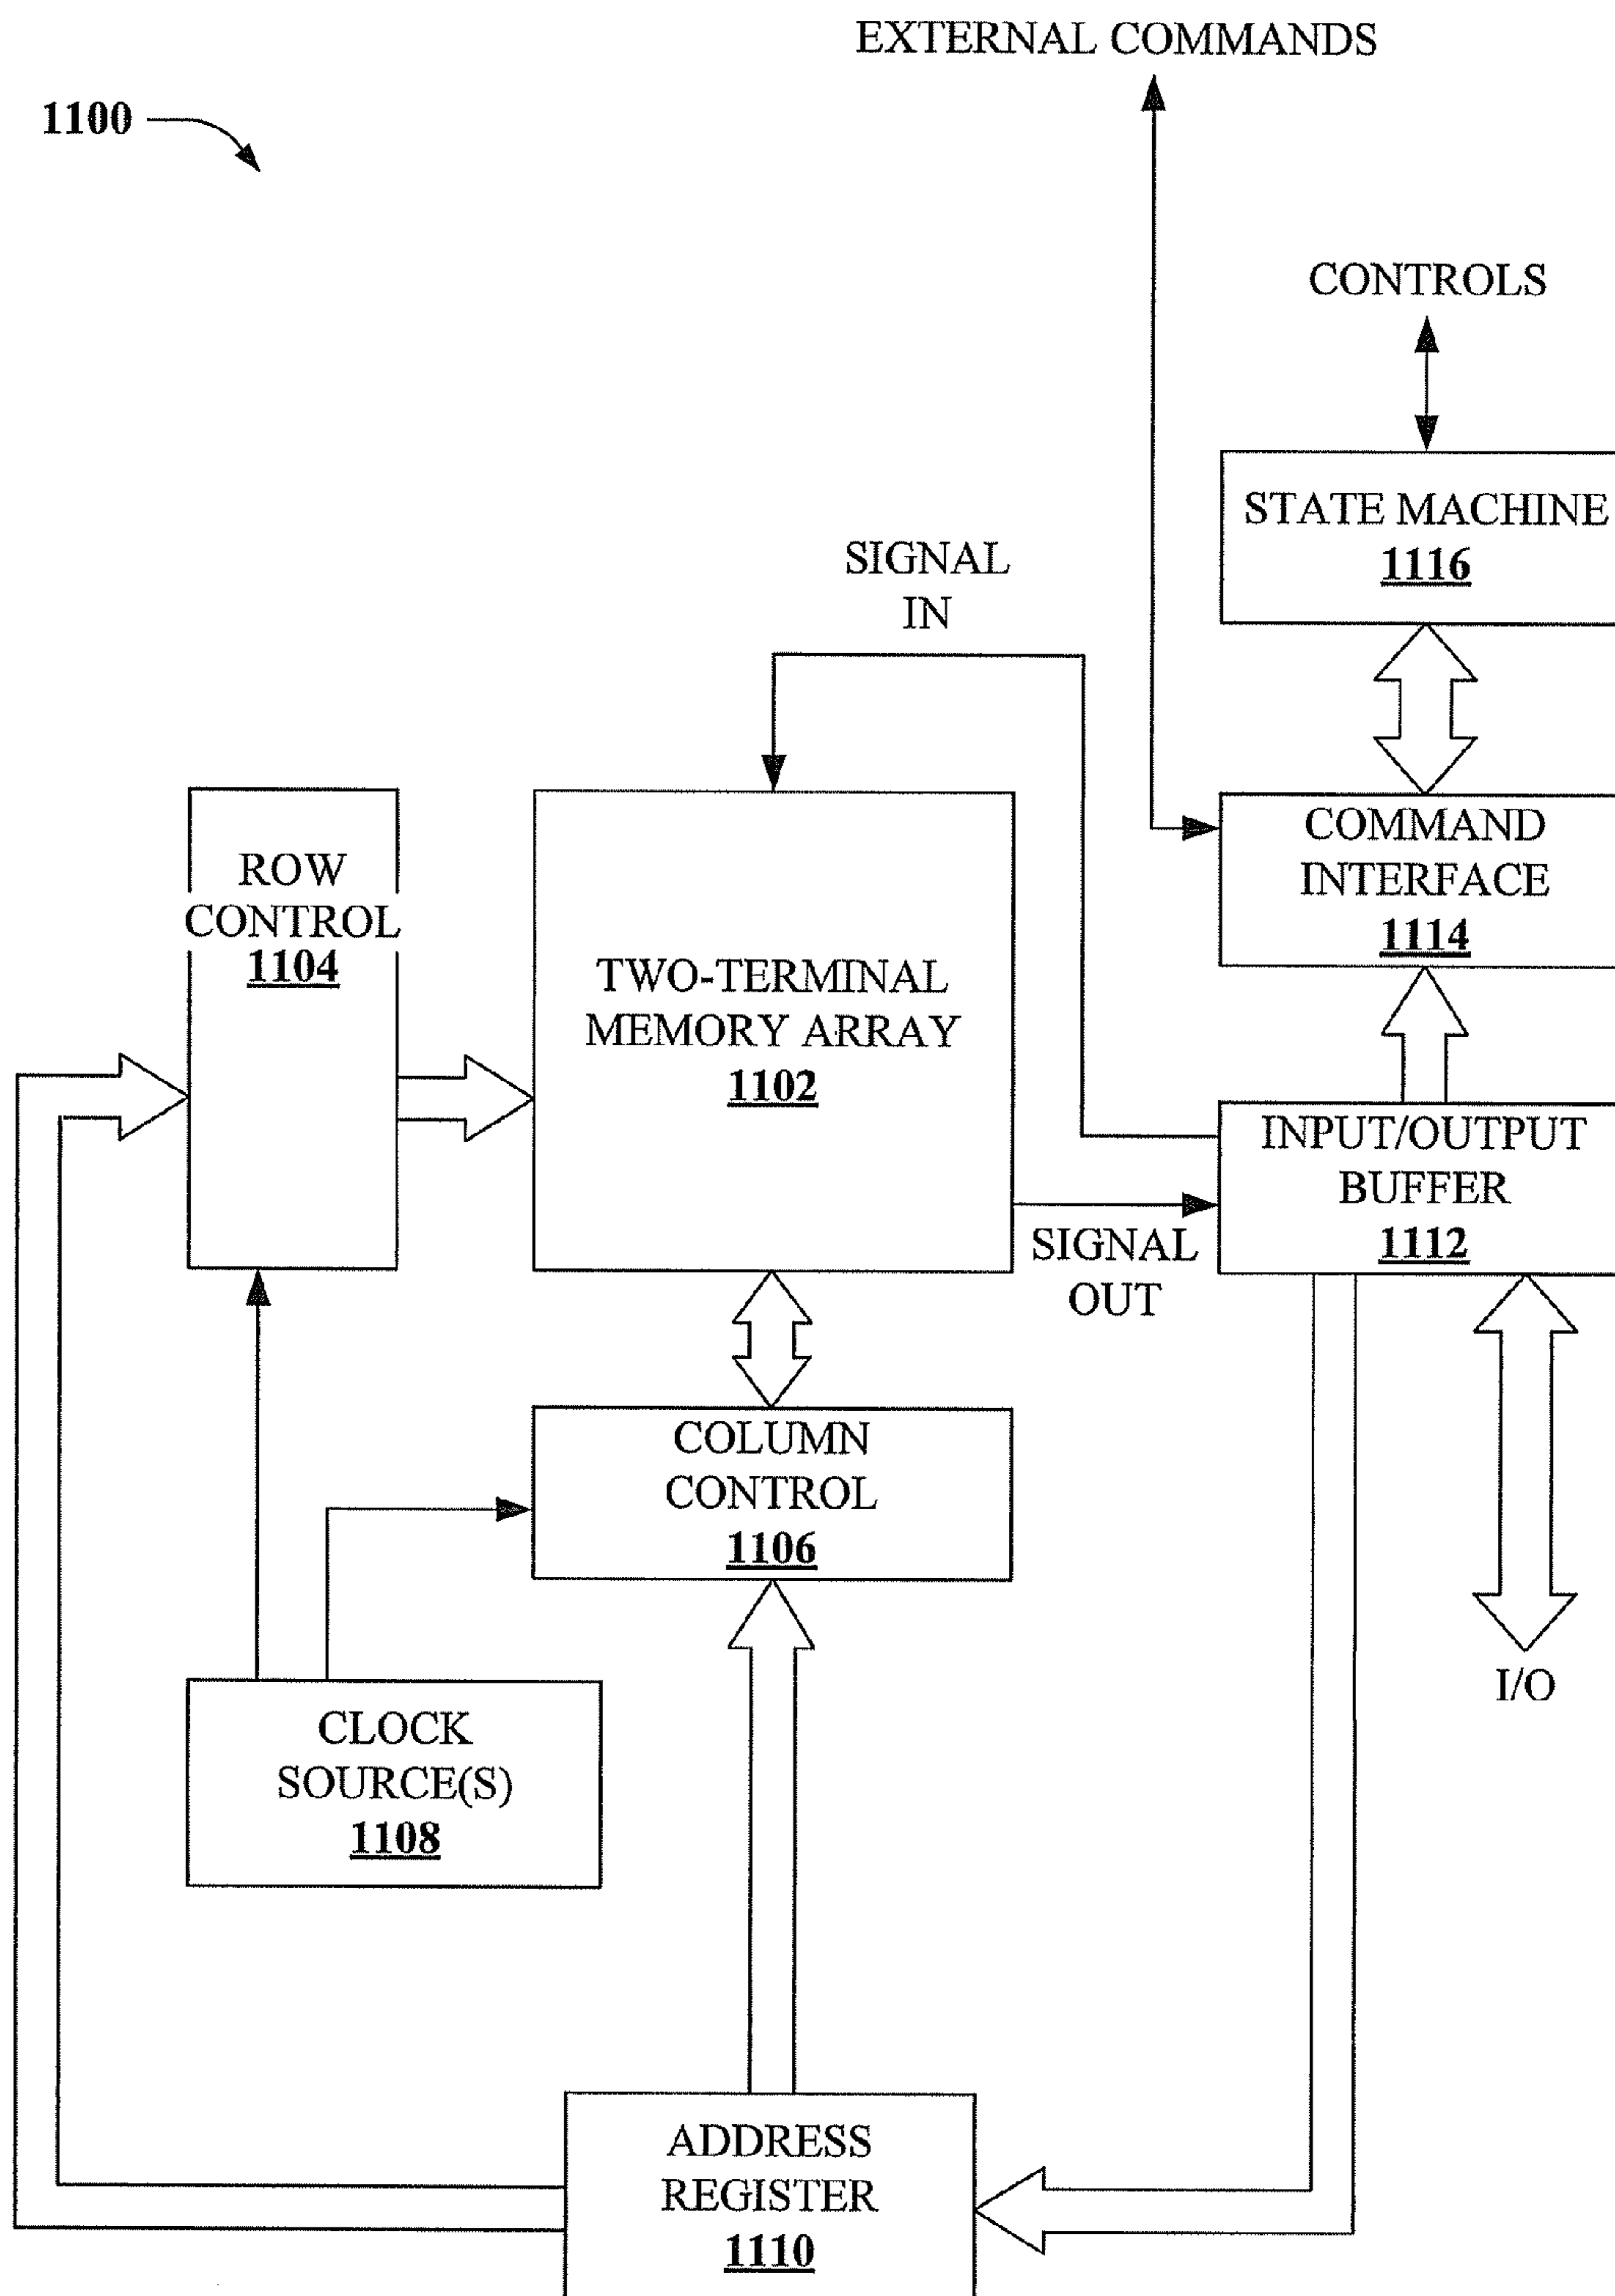 EXTERNAL COMMANDS
1100
CONTROLS
STATE MACHINE
1116
SIGNAL
IN
COMMAND
INTERFACE
1114
ROW
CONTROL
1104
TWO-TERMINAL
MEMORY ARRAY
1102
INPUT/OUTPUT
BUFFER
1112
SIGNAL
OUT
COLUMN
CONTROL
1106
I/O
CLOCK
SOURCE(S)
1108
ADDRESS
REGISTER
1110